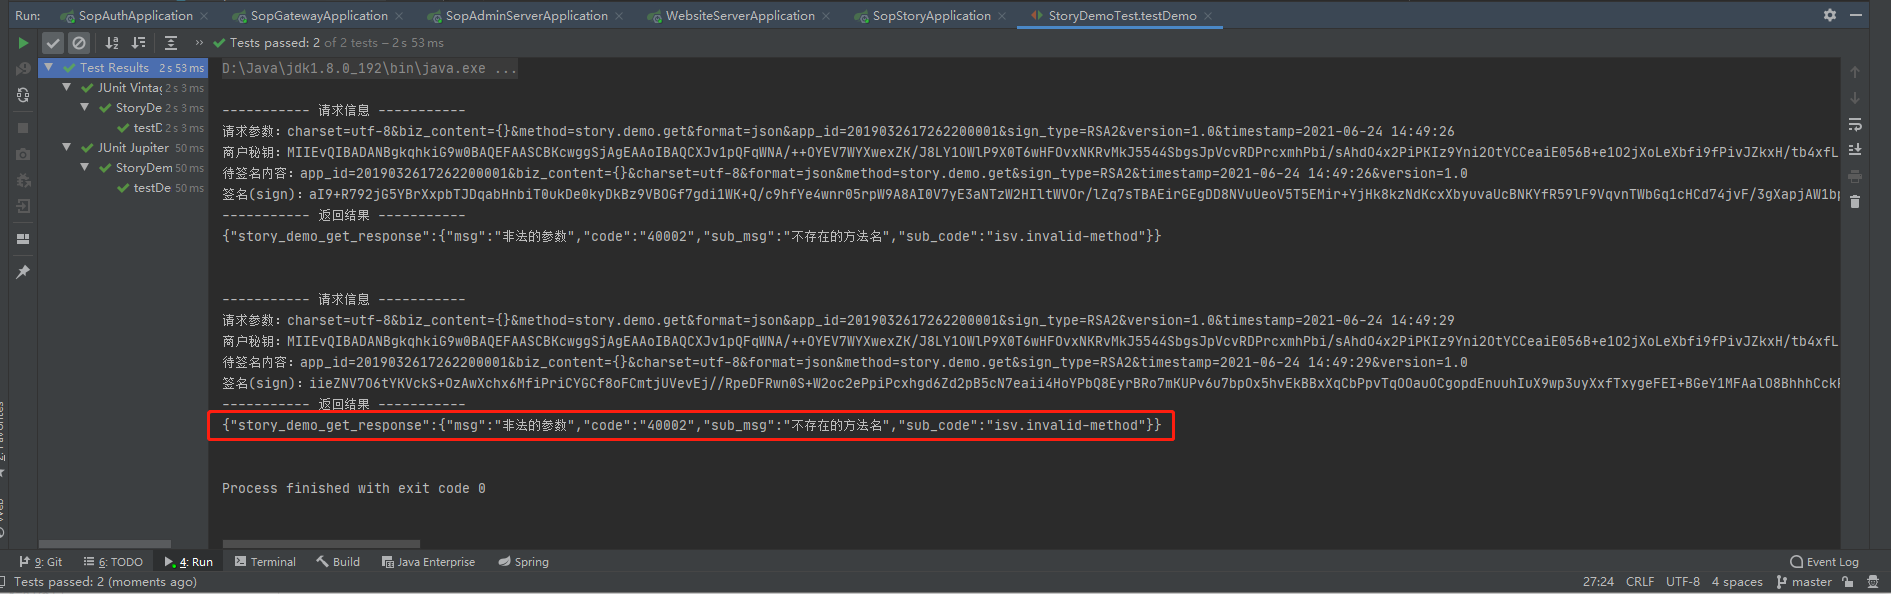 Run: SopAuthApplication SopGatewayApplication SopAdminServerApplication WebsiteServerApplication SopStoryApplication StoryDemoTest.testDemo
Tests passed: 2 of 2 tests – 2 s 53 ms
Test Results 2 s 53 ms
JUnit Vintag 2 s 3 ms
StoryDe 2 s 3 ms
testD 2 s 3 ms
JUnit Jupiter 50 ms
StoryDem 50 ms
testDe 50 ms
D:\Java\jdk1.8.0_192\bin\java.exe ...
----------- 请求信息 -----------
请求参数：charset=utf-8&biz_content={}&method=story.demo.get&format=json&app_id=2019032617262200001&sign_type=RSA2&version=1.0&timestamp=2021-06-24 14:49:26
商户秘钥：MIIEvQIBADANBgkqhkiG9w0BAQEFAASCBKcwggSjAgEAAoIBAQCXJv1pQFqWNA/++OYEV7WYXwexZK/J8LY1OWlP9X0T6wHFOvxNKRvMkJ5544SbgsJpVcvRDPrcxmhPbi/sAhdO4x2PiPKIz9Yni2OtYCCeaiE056B+e1O2jXoLeXbfi9fPivJZkxH/tb4xfL
待签名内容：app_id=2019032617262200001&biz_content={}&charset=utf-8&format=json&method=story.demo.get&sign_type=RSA2&timestamp=2021-06-24 14:49:26&version=1.0
签名(sign)：aI9+R792jG5YBrXxpbTJDqabHnbiT0ukDe0kyDkBz9VBOGf7gdi1WK+Q/c9hfYe4wnr05rpW9A8AI0V7yE3aNTzW2HIltWVOr/lZq7sTBAEirGEgDD8NVuUeoV5T5EMir+YjHk8kzNdKcxXbyuvaUcBNKYfR59lF9VqvnTWbGq1cHCd74jvF/3gXapjAW1bp
----------- 返回结果 -----------
{"story_demo_get_response":{"msg":"非法的参数","code":"40002","sub_msg":"不存在的方法名","sub_code":"isv.invalid-method"}}
----------- 请求信息 -----------
请求参数：charset=utf-8&biz_content={}&method=story.demo.get&format=json&app_id=2019032617262200001&sign_type=RSA2&version=1.0&timestamp=2021-06-24 14:49:29
商户秘钥：MIIEvQIBADANBgkqhkiG9w0BAQEFAASCBKcwggSjAgEAAoIBAQCXJv1pQFqWNA/++OYEV7WYXwexZK/J8LY1OWlP9X0T6wHFOvxNKRvMkJ5544SbgsJpVcvRDPrcxmhPbi/sAhdO4x2PiPKIz9Yni2OtYCCeaiE056B+e1O2jXoLeXbfi9fPivJZkxH/tb4xfL
待签名内容：app_id=2019032617262200001&biz_content={}&charset=utf-8&format=json&method=story.demo.get&sign_type=RSA2&timestamp=2021-06-24 14:49:29&version=1.0
签名(sign)：iieZNV7O6tYKVckS+OzAwXchx6MfiPriCYGCf8oFCmtjUVevEj//RpeDFRwn0S+W2oc2ePpiPcxhgd6Zd2pB5cN7eaii4HoYPbQ8EyrBRo7mKUPv6u7bpOx5hvEkBBxXqCbPpvTqOOauOCgopdEnuuhIuX9wp3uyXxfTxygeFEI+BGeY1MFAalO8BhhhCckF
----------- 返回结果 -----------
{"story_demo_get_response":{"msg":"非法的参数","code":"40002","sub_msg":"不存在的方法名","sub_code":"isv.invalid-method"}}
Process finished with exit code 0
9: Git 6: TODO 4: Run Terminal Build Java Enterprise Spring Event Log
Tests passed: 2 (moments ago) 27:24 CRLF UTF-8 4 spaces master